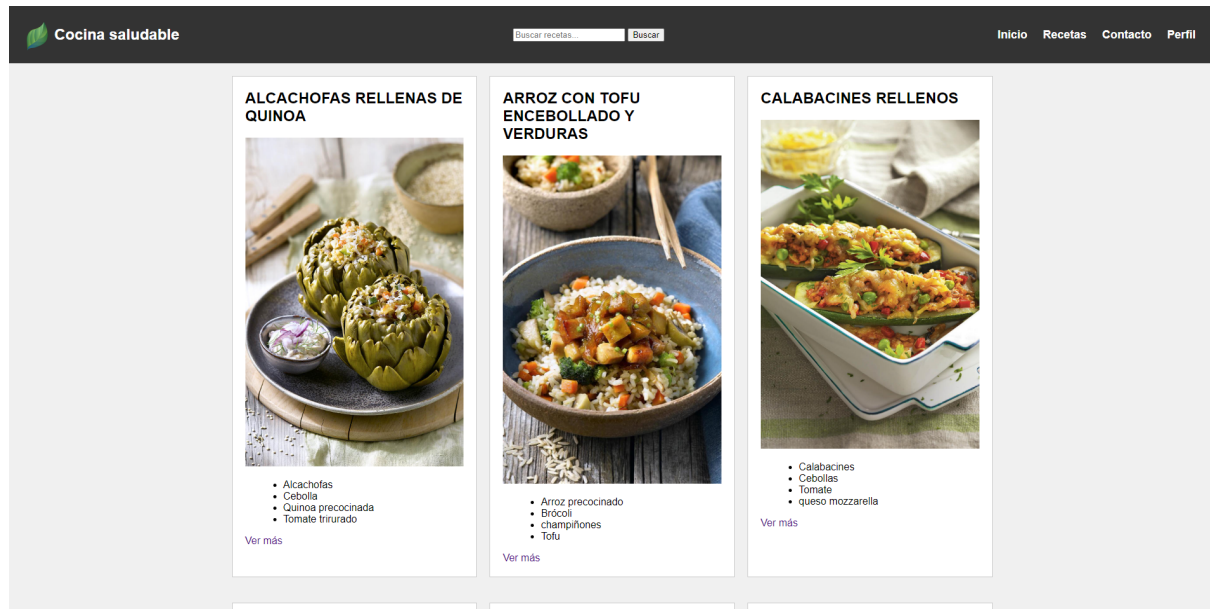 Cocina saludable
Buscar recetas...
Buscar
Inicio Recetas Contacto Perfil
ALCACHOFAS RELLENAS DE
QUINOA
Alcachofas
Cebolla
Quinoa precocinada
Tomate trirurado
Ver más
ARROZ CON TOFU
ENCEBOLLADO Y
VERDURAS
Arroz precocinado
Brócoli
champiñones
Tofu
Ver más
CALABACINES RELLENOS
Calabacines
Cebollas
Tomate
queso mozzarella
Ver más